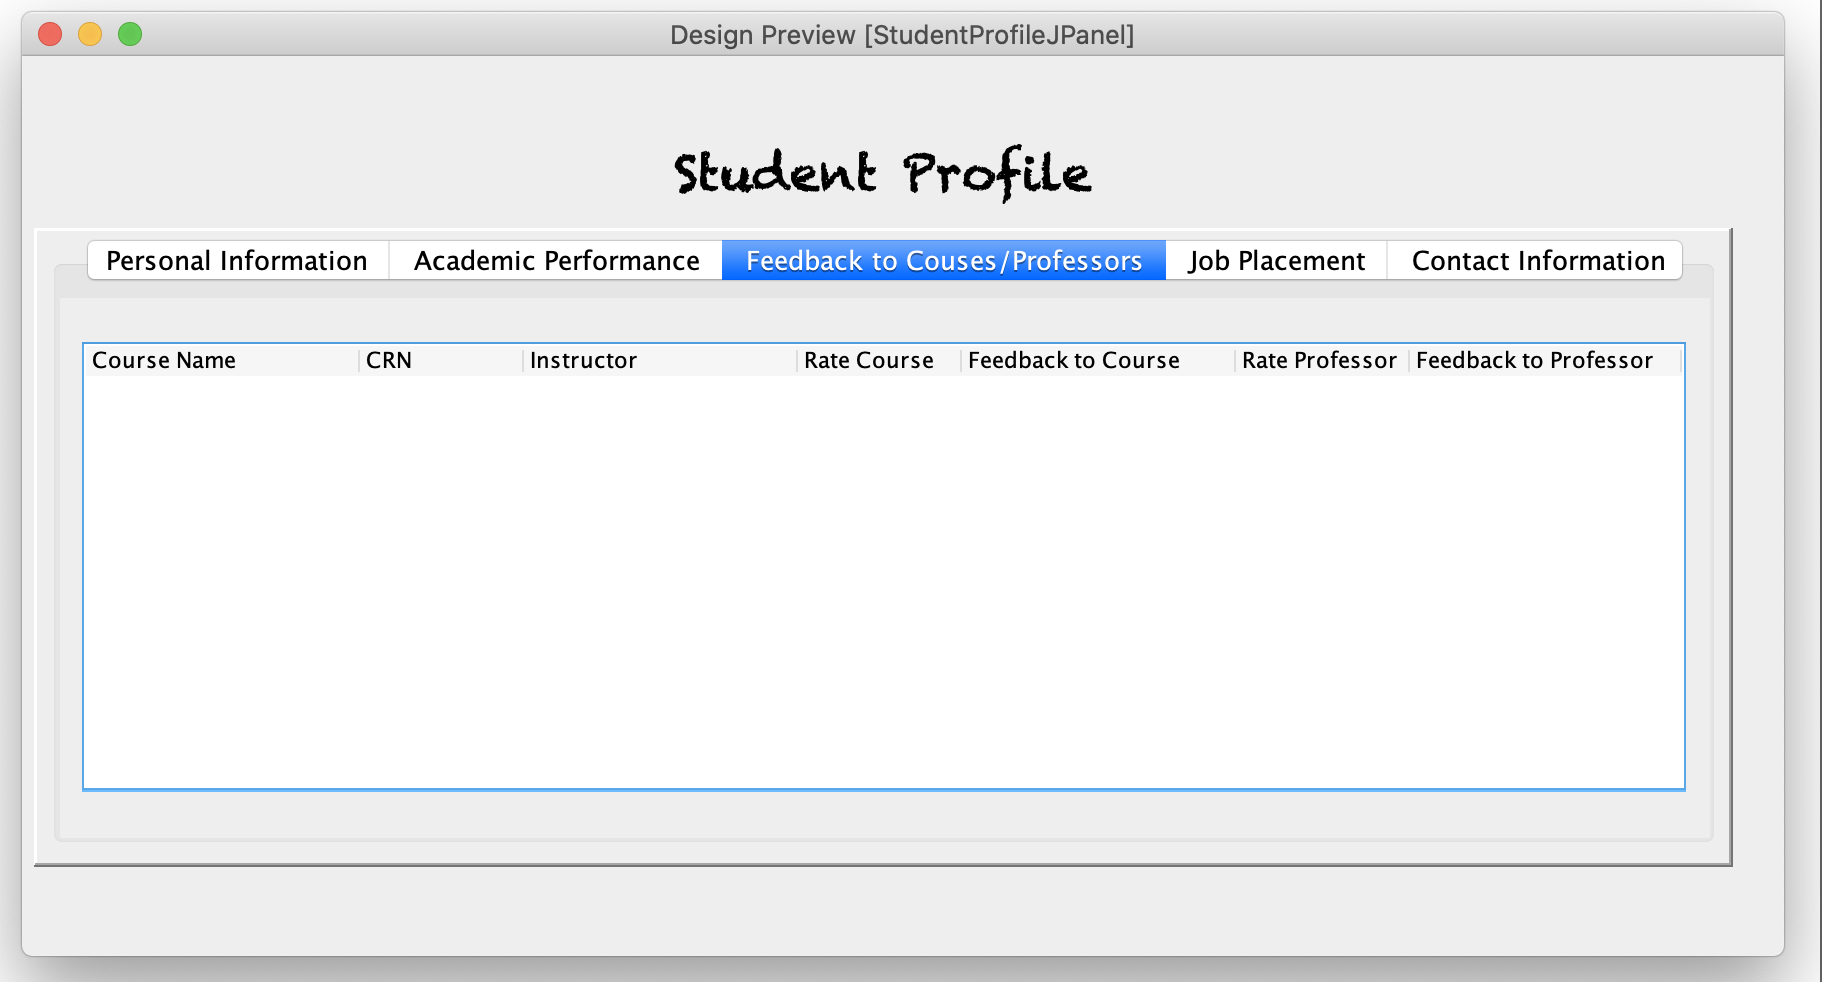 Design Preview [StudentProfileJPanel]
Student Profile
Personal Information Academic Performance Feedback to Couses/Professors Job Placement Contact Information
Course Name CRN Instructor Rate Course Feedback to Course Rate Professor Feedback to Professor